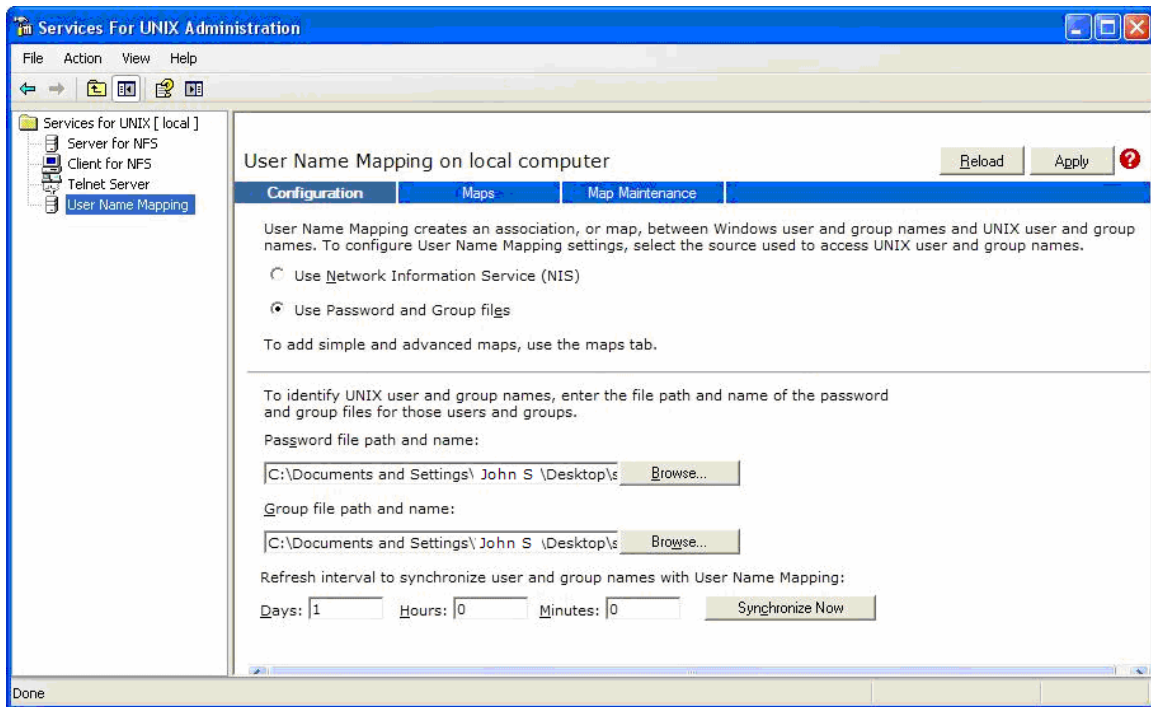 Services For UNIX Administration
File Action View Help
Services for UNIX [ local ]
Server for NFS
Client for NFS
Telnet Server
User Name Mapping
User Name Mapping on local computer
Reload Apply
Configuration Maps Map Maintenance
User Name Mapping creates an association, or map, between Windows user and group names and UNIX user and group
names. To configure User Name Mapping settings, select the source used to access UNIX user and group names.
Use Network Information Service (NIS)
Use Password and Group files
To add simple and advanced maps, use the maps tab.
To identify UNIX user and group names, enter the file path and name of the password
and group files for those users and groups.
Password file path and name:
C:\Documents and Settings\ John S \Desktop\s Browse...
Group file path and name:
C:\Documents and Settings\ John S \Desktop\s Browse...
Refresh interval to synchronize user and group names with User Name Mapping:
Days: 1 Hours: 0 Minutes: 0 Synchronize Now
Done